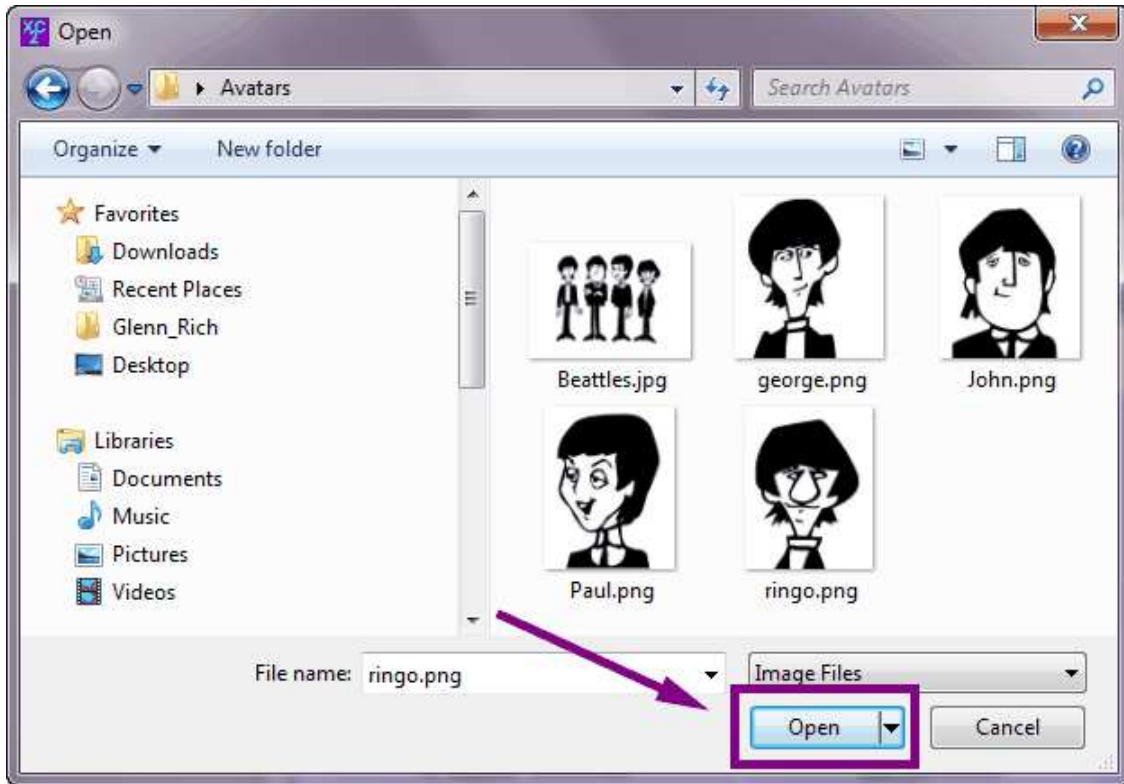 Open
Avatars
Search Avatars
Organize
New folder
Favorites
Downloads
Recent Places
Glenn_Rich
Desktop
Libraries
Documents
Music
Pictures
Videos
Beattles.jpg
george.png
John.png
Paul.png
ringo.png
File name: ringo.png
Image Files
Open
Cancel